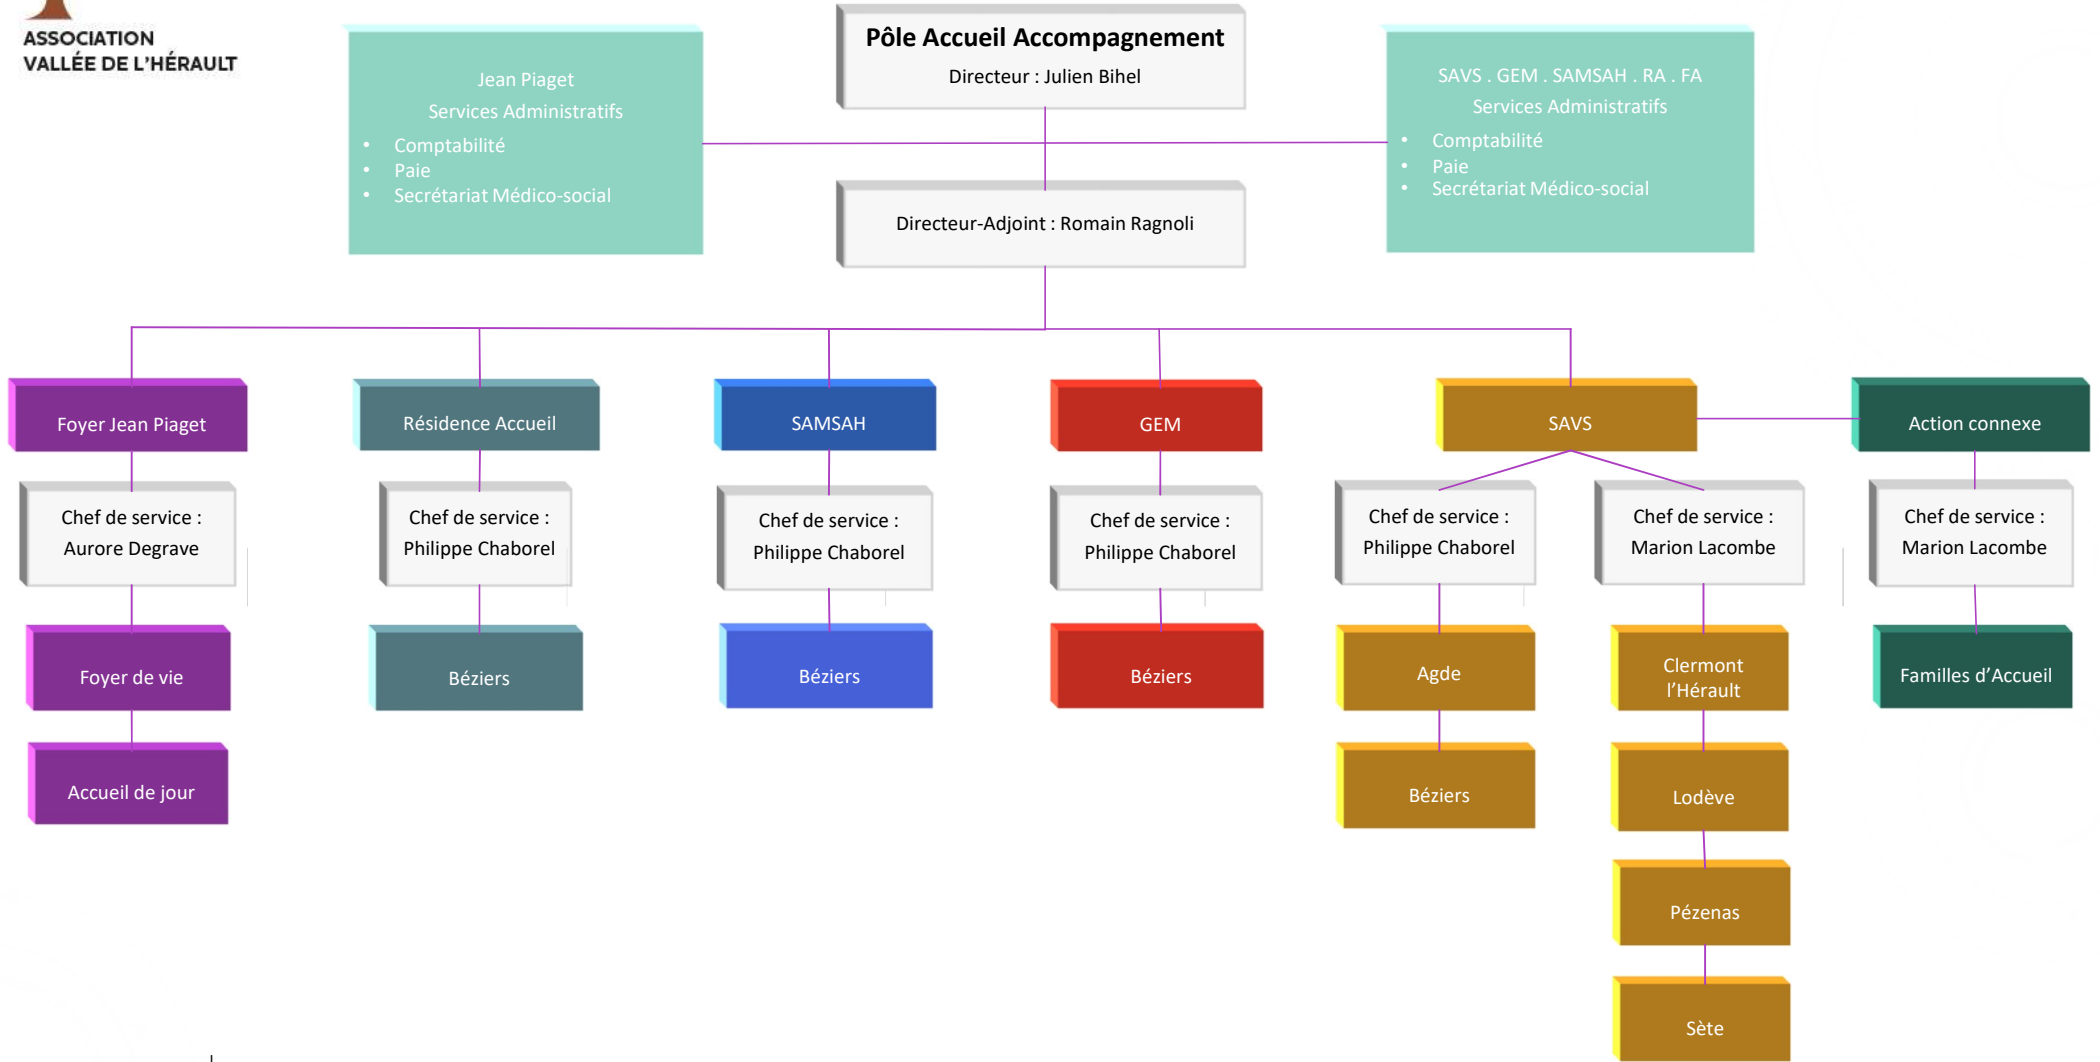 ASSOCIATION
VALLÉE DE L'HÉRAULT
Pôle Accueil Accompagnement
Directeur : Julien Bihel
Jean Piaget
Services Administratifs
• Comptabilité
• Paie
• Secrétariat Médico-social
SAVS . GEM . SAMSAH . RA . FA
Services Administratifs
• Comptabilité
• Paie
• Secrétariat Médico-social
Directeur-Adjoint : Romain Ragnoli
Foyer Jean Piaget
Chef de service :
Aurore Degrave
Foyer de vie
Accueil de jour
Résidence Accueil
Chef de service :
Philippe Chaborel
Béziers
SAMSAH
Chef de service :
Philippe Chaborel
Béziers
GEM
Chef de service :
Philippe Chaborel
Béziers
SAVS
Chef de service :
Philippe Chaborel
Agde
Béziers
Chef de service :
Marion Lacombe
Clermont
l'Hérault
Lodève
Pézenas
Sète
Action connexe
Chef de service :
Marion Lacombe
Familles d'Accueil